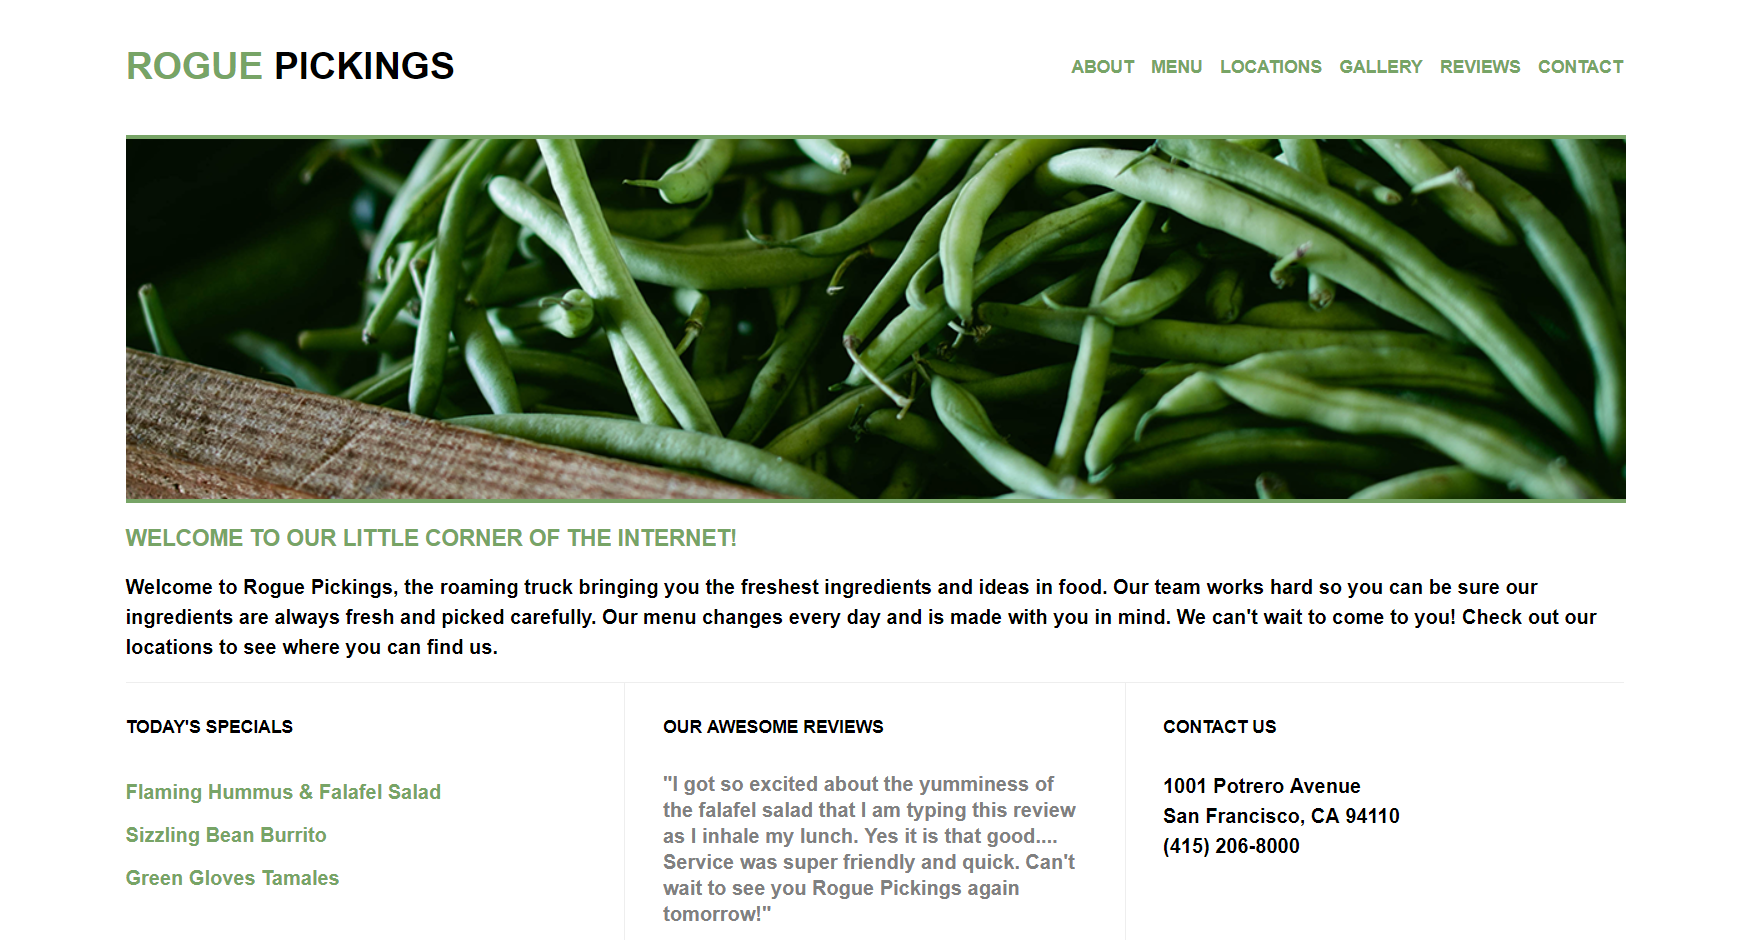 ROGUE PICKINGS
ABOUT MENU LOCATIONS GALLERY REVIEWS CONTACT
WELCOME TO OUR LITTLE CORNER OF THE INTERNET!
Welcome to Rogue Pickings, the roaming truck bringing you the freshest ingredients and ideas in food. Our team works hard so you can be sure our
ingredients are always fresh and picked carefully. Our menu changes every day and is made with you in mind. We can't wait to come to you! Check out our
locations to see where you can find us.
TODAY'S SPECIALS
Flaming Hummus & Falafel Salad
Sizzling Bean Burrito
Green Gloves Tamales
OUR AWESOME REVIEWS
"I got so excited about the yumminess of
the falafel salad that I am typing this review
as I inhale my lunch. Yes it is that good....
Service was super friendly and quick. Can't
wait to see you Rogue Pickings again
tomorrow!"
CONTACT US
1001 Potrero Avenue
San Francisco, CA 94110
(415) 206-8000